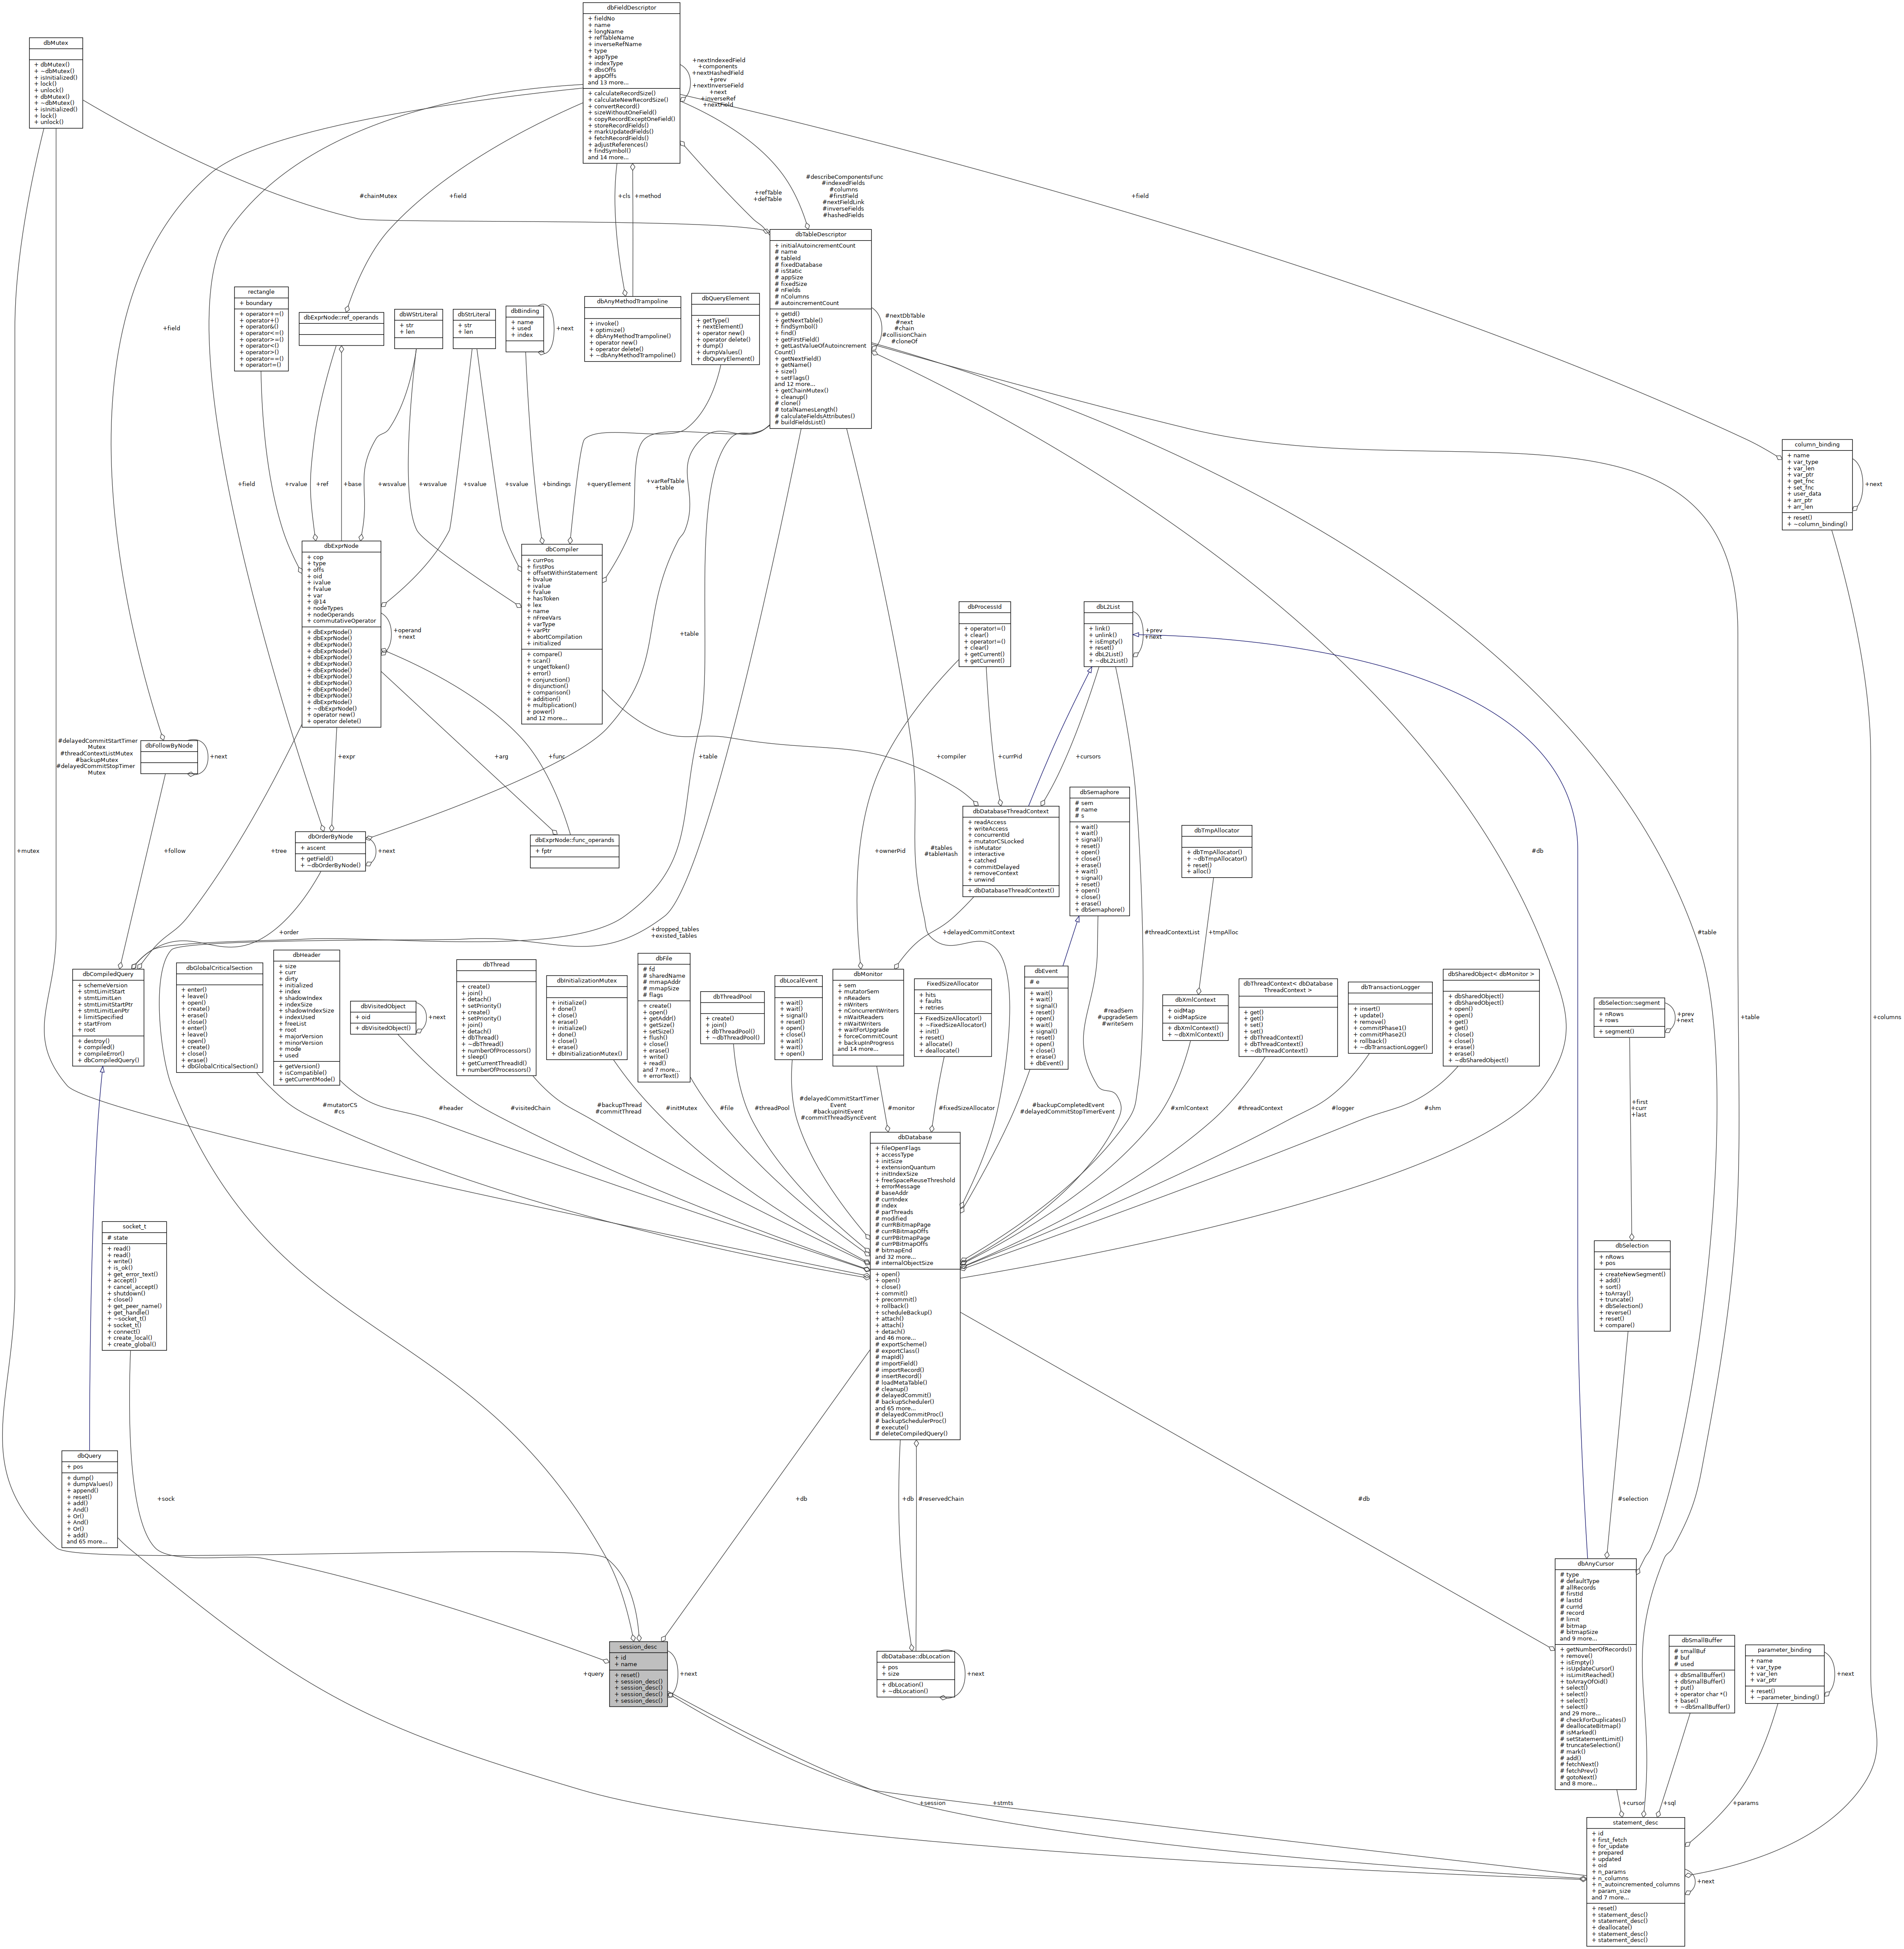 dbFieldDescriptor
+ fieldNo
+ name
+ longName
+ refTableName
+ inverseRefName
+ type
+ appType
+ indexType
+ dbsOffs
+ appOffs
and 13 more...
+ calculateRecordSize()
+ calculateNewRecordSize()
+ convertRecord()
+ sizeWithoutOneField()
+ copyRecordExceptOneField()
+ storeRecordFields()
+ markUpdatedFields()
+ fetchRecordFields()
+ adjustReferences()
+ findSymbol()
and 14 more...
+nextIndexedField
+components
+nextHashedField
+prev
+nextInverseField
+next
+inverseRef
+nextField
dbMutex
+ dbMutex()
+ ~dbMutex()
+ isInitialized()
+ lock()
+ unlock()
+ dbMutex()
+ ~dbMutex()
+ isInitialized()
+ lock()
+ unlock()
#chainMutex
+field
+cls
+method
+refTable
+defTable
#describeComponentsFunc
#indexedFields
#columns
#firstField
#nextFieldLink
#inverseFields
#hashedFields
+field
dbTableDescriptor
+ initialAutoincrementCount
# name
# tableId
# fixedDatabase
# isStatic
# appSize
# fixedSize
# nFields
# nColumns
# autoincrementCount
+ getId()
+ getNextTable()
+ findSymbol()
+ find()
+ getFirstField()
+ getLastValueOfAutoincrement
Count()
+ getNextField()
+ getName()
+ size()
+ setFlags()
and 12 more...
+ getChainMutex()
+ cleanup()
# clone()
# totalNamesLength()
# calculateFieldsAttributes()
# buildFieldsList()
#nextDbTable
#next
#chain
#collisionChain
#cloneOf
+field
rectangle
+ boundary
+ operator+=()
+ operator+()
+ operator&()
+ operator<=()
+ operator>=()
+ operator<()
+ operator>()
+ operator==()
+ operator!=()
dbExprNode::ref_operands
dbWStrLiteral
+ str
+ len
dbStrLiteral
+ str
+ len
dbBinding
+ name
+ used
+ index
+next
dbAnyMethodTrampoline
+ invoke()
+ optimize()
+ dbAnyMethodTrampoline()
+ operator new()
+ operator delete()
+ ~dbAnyMethodTrampoline()
dbQueryElement
+ getType()
+ nextElement()
+ operator new()
+ operator delete()
+ dump()
+ dumpValues()
+ dbQueryElement()
column_binding
+ name
+ var_type
+ var_len
+ var_ptr
+ get_fnc
+ set_fnc
+ user_data
+ arr_ptr
+ arr_len
+ reset()
+ ~column_binding()
+next
+field
+rvalue
+ref
+base
+wsvalue
+wsvalue
+svalue
+svalue
+bindings
+queryElement
+varRefTable
+table
dbExprNode
+ cop
+ type
+ offs
+ oid
+ ivalue
+ fvalue
+ var
+ @14
+ nodeTypes
+ nodeOperands
+ commutativeOperator
+ dbExprNode()
+ dbExprNode()
+ dbExprNode()
+ dbExprNode()
+ dbExprNode()
+ dbExprNode()
+ dbExprNode()
+ dbExprNode()
+ dbExprNode()
+ dbExprNode()
+ dbExprNode()
+ dbExprNode()
+ ~dbExprNode()
+ operator new()
+ operator delete()
+operand
+next
dbCompiler
+ currPos
+ firstPos
+ offsetWithinStatement
+ bvalue
+ ivalue
+ fvalue
+ hasToken
+ lex
+ name
+ nFreeVars
+ varType
+ varPtr
+ abortCompilation
+ initialized
+ compare()
+ scan()
+ ungetToken()
+ error()
+ conjunction()
+ disjunction()
+ comparison()
+ addition()
+ multiplication()
+ power()
and 12 more...
+table
dbProcessId
+ operator!=()
+ clear()
+ operator!=()
+ clear()
+ getCurrent()
+ getCurrent()
dbL2List
+ link()
+ unlink()
+ isEmpty()
+ reset()
+ dbL2List()
+ ~dbL2List()
+prev
+next
#delayedCommitStartTimer
Mutex
#threadContextListMutex
#backupMutex
#delayedCommitStopTimer
Mutex
dbFollowByNode
+next
+expr
+arg
+func
+table
+compiler
+currPid
+cursors
dbDatabaseThreadContext
+ readAccess
+ writeAccess
+ concurrentId
+ mutatorCSLocked
+ isMutator
+ interactive
+ catched
+ commitDelayed
+ removeContext
+ unwind
+ dbDatabaseThreadContext()
dbSemaphore
# sem
# name
# s
+ wait()
+ wait()
+ signal()
+ reset()
+ open()
+ close()
+ erase()
+ wait()
+ signal()
+ reset()
+ open()
+ close()
+ erase()
+ dbSemaphore()
dbTmpAllocator
+ dbTmpAllocator()
+ ~dbTmpAllocator()
+ reset()
+ alloc()
+mutex
+follow
+tree
dbOrderByNode
+ ascent
+ getField()
+ ~dbOrderByNode()
+next
dbExprNode::func_operands
+ fptr
+ownerPid
#tables
#tableHash
#db
+order
+dropped_tables
+existed_tables
+delayedCommitContext
#threadContextList
+tmpAlloc
#table
dbCompiledQuery
+ schemeVersion
+ stmtLimitStart
+ stmtLimitLen
+ stmtLimitStartPtr
+ stmtLimitLenPtr
+ limitSpecified
+ startFrom
+ root
+ destroy()
+ compiled()
+ compileError()
+ dbCompiledQuery()
dbGlobalCriticalSection
+ enter()
+ leave()
+ open()
+ create()
+ erase()
+ close()
+ enter()
+ leave()
+ open()
+ create()
+ close()
+ erase()
+ dbGlobalCriticalSection()
dbHeader
+ size
+ curr
+ dirty
+ initialized
+ index
+ shadowIndex
+ indexSize
+ shadowIndexSize
+ indexUsed
+ freeList
+ root
+ majorVersion
+ minorVersion
+ mode
+ used
+ getVersion()
+ isCompatible()
+ getCurrentMode()
dbVisitedObject
+ oid
+ dbVisitedObject()
+next
dbThread
+ create()
+ join()
+ detach()
+ setPriority()
+ create()
+ setPriority()
+ join()
+ detach()
+ dbThread()
+ ~dbThread()
+ numberOfProcessors()
+ sleep()
+ getCurrentThreadId()
+ numberOfProcessors()
dbInitializationMutex
+ initialize()
+ done()
+ close()
+ erase()
+ initialize()
+ done()
+ close()
+ erase()
+ dbInitializationMutex()
dbFile
# fd
# sharedName
# mmapAddr
# mmapSize
# flags
+ create()
+ open()
+ getAddr()
+ getSize()
+ setSize()
+ flush()
+ close()
+ erase()
+ write()
+ read()
and 7 more...
+ errorText()
dbThreadPool
+ create()
+ join()
+ dbThreadPool()
+ ~dbThreadPool()
dbLocalEvent
+ wait()
+ wait()
+ signal()
+ reset()
+ open()
+ close()
+ wait()
+ wait()
+ open()
dbMonitor
+ sem
+ mutatorSem
+ nReaders
+ nWriters
+ nConcurrentWriters
+ nWaitReaders
+ nWaitWriters
+ waitForUpgrade
+ forceCommitCount
+ backupInProgress
and 14 more...
FixedSizeAllocator
+ hits
+ faults
+ retries
+ FixedSizeAllocator()
+ ~FixedSizeAllocator()
+ init()
+ reset()
+ allocate()
+ deallocate()
dbEvent
# e
+ wait()
+ wait()
+ signal()
+ reset()
+ open()
+ wait()
+ signal()
+ reset()
+ open()
+ close()
+ erase()
+ dbEvent()
#readSem
#upgradeSem
#writeSem
dbXmlContext
+ oidMap
+ oidMapSize
+ dbXmlContext()
+ ~dbXmlContext()
dbThreadContext< dbDatabase
ThreadContext >
+ get()
+ get()
+ set()
+ set()
+ dbThreadContext()
+ dbThreadContext()
+ ~dbThreadContext()
dbTransactionLogger
+ insert()
+ update()
+ remove()
+ commitPhase1()
+ commitPhase2()
+ rollback()
+ ~dbTransactionLogger()
dbSharedObject< dbMonitor >
+ dbSharedObject()
+ dbSharedObject()
+ open()
+ open()
+ get()
+ get()
+ close()
+ close()
+ erase()
+ erase()
+ ~dbSharedObject()
dbSelection::segment
+ nRows
+ rows
+ segment()
+prev
+next
+table
+columns
#mutatorCS
#cs
#header
#visitedChain
#backupThread
#commitThread
#initMutex
#file
#threadPool
#delayedCommitStartTimer
Event
#backupInitEvent
#commitThreadSyncEvent
#monitor
#fixedSizeAllocator
#backupCompletedEvent
#delayedCommitStopTimerEvent
#xmlContext
#threadContext
#logger
#shm
+first
+curr
+last
dbDatabase
+ fileOpenFlags
+ accessType
+ initSize
+ extensionQuantum
+ initIndexSize
+ freeSpaceReuseThreshold
+ errorMessage
# baseAddr
# currIndex
# index
# parThreads
# modified
# currRBitmapPage
# currRBitmapOffs
# currPBitmapPage
# currPBitmapOffs
# bitmapEnd
and 32 more...
# internalObjectSize
+ open()
+ open()
+ close()
+ commit()
+ precommit()
+ rollback()
+ scheduleBackup()
+ attach()
+ attach()
+ detach()
and 46 more...
# exportScheme()
# exportClass()
# mapId()
# importField()
# importRecord()
# insertRecord()
# loadMetaTable()
# cleanup()
# delayedCommit()
# backupScheduler()
and 65 more...
# delayedCommitProc()
# backupSchedulerProc()
# execute()
# deleteCompiledQuery()
socket_t
# state
+ read()
+ read()
+ write()
+ is_ok()
+ get_error_text()
+ accept()
+ cancel_accept()
+ shutdown()
+ close()
+ get_peer_name()
+ get_handle()
+ ~socket_t()
+ socket_t()
+ connect()
+ create_local()
+ create_global()
dbSelection
+ nRows
+ pos
+ createNewSegment()
+ add()
+ sort()
+ toArray()
+ truncate()
+ dbSelection()
+ reverse()
+ reset()
+ compare()
dbQuery
+ pos
+ dump()
+ dumpValues()
+ append()
+ reset()
+ add()
+ And()
+ Or()
+ And()
+ Or()
+ add()
and 65 more...
+sock
+db
+db
#reservedChain
#db
#selection
dbAnyCursor
# type
# defaultType
# allRecords
# firstId
# lastId
# currId
# record
# limit
# bitmap
# bitmapSize
and 9 more...
+ getNumberOfRecords()
+ remove()
+ isEmpty()
+ isUpdateCursor()
+ isLimitReached()
+ toArrayOfOid()
+ select()
+ select()
+ select()
+ select()
and 29 more...
# checkForDuplicates()
# deallocateBitmap()
# isMarked()
# setStatementLimit()
# truncateSelection()
# mark()
# add()
# fetchNext()
# fetchPrev()
# gotoNext()
and 8 more...
session_desc
+ id
+ name
+ reset()
+ session_desc()
+ session_desc()
+ session_desc()
+ session_desc()
+next
+query
dbDatabase::dbLocation
+ pos
+ size
+ dbLocation()
+ ~dbLocation()
+next
dbSmallBuffer
# smallBuf
# buf
# used
+ dbSmallBuffer()
+ dbSmallBuffer()
+ put()
+ operator char *()
+ base()
+ ~dbSmallBuffer()
parameter_binding
+ name
+ var_type
+ var_len
+ var_ptr
+ reset()
+ ~parameter_binding()
+next
+session
+stmts
+cursor
+sql
+params
statement_desc
+ id
+ first_fetch
+ for_update
+ prepared
+ updated
+ oid
+ n_params
+ n_columns
+ n_autoincremented_columns
+ param_size
and 7 more...
+ reset()
+ statement_desc()
+ statement_desc()
+ deallocate()
+ statement_desc()
+ statement_desc()
+next